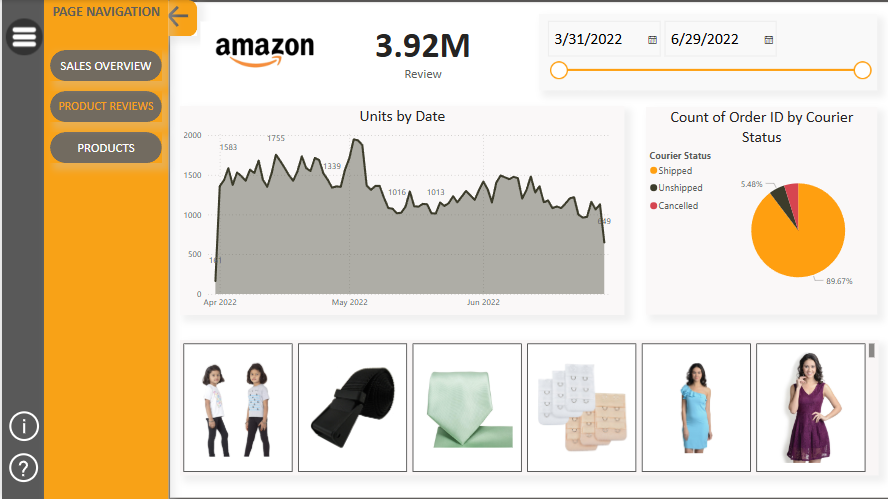 PAGE NAVIGATION
SALES OVERVIEW
PRODUCT REVIEWS
PRODUCTS
i
?
amazon
3.92M
Review
3/31/2022
6/29/2022
Units by Date
2000
1500
1000
500
0
1583
1755
1339
1016
1013
649
161
Apr 2022
May 2022
Jun 2022
Count of Order ID by Courier
Status
Courier Status
Shipped
Unshipped
Cancelled
5.48%
89.67%